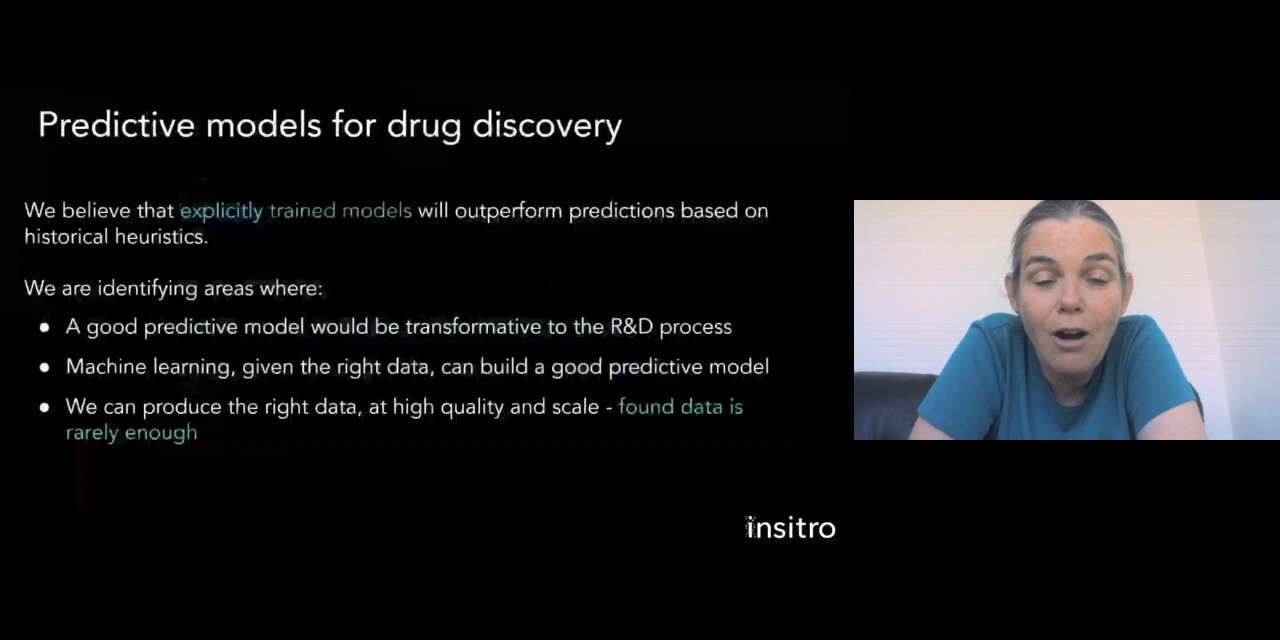 Predictive models for drug discovery
We believe that explicitly trained models will outperform predictions based on
historical heuristics.
We are identifying areas where:
● A good predictive model would be transformative to the R&D process
● Machine learning, given the right data, can build a good predictive model
● We can produce the right data, at high quality and scale - found data is
rarely enough
insitro